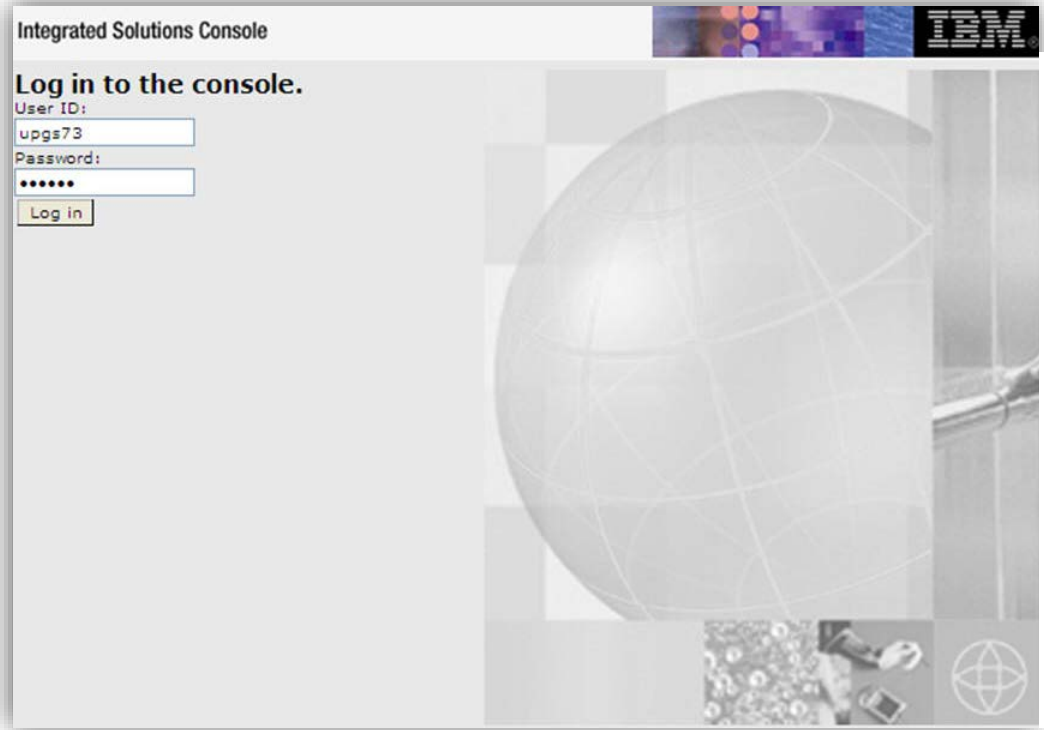 Integrated Solutions Console
IBM®
Log in to the console.
User ID:
upgs73
Password:
••••••
Log in